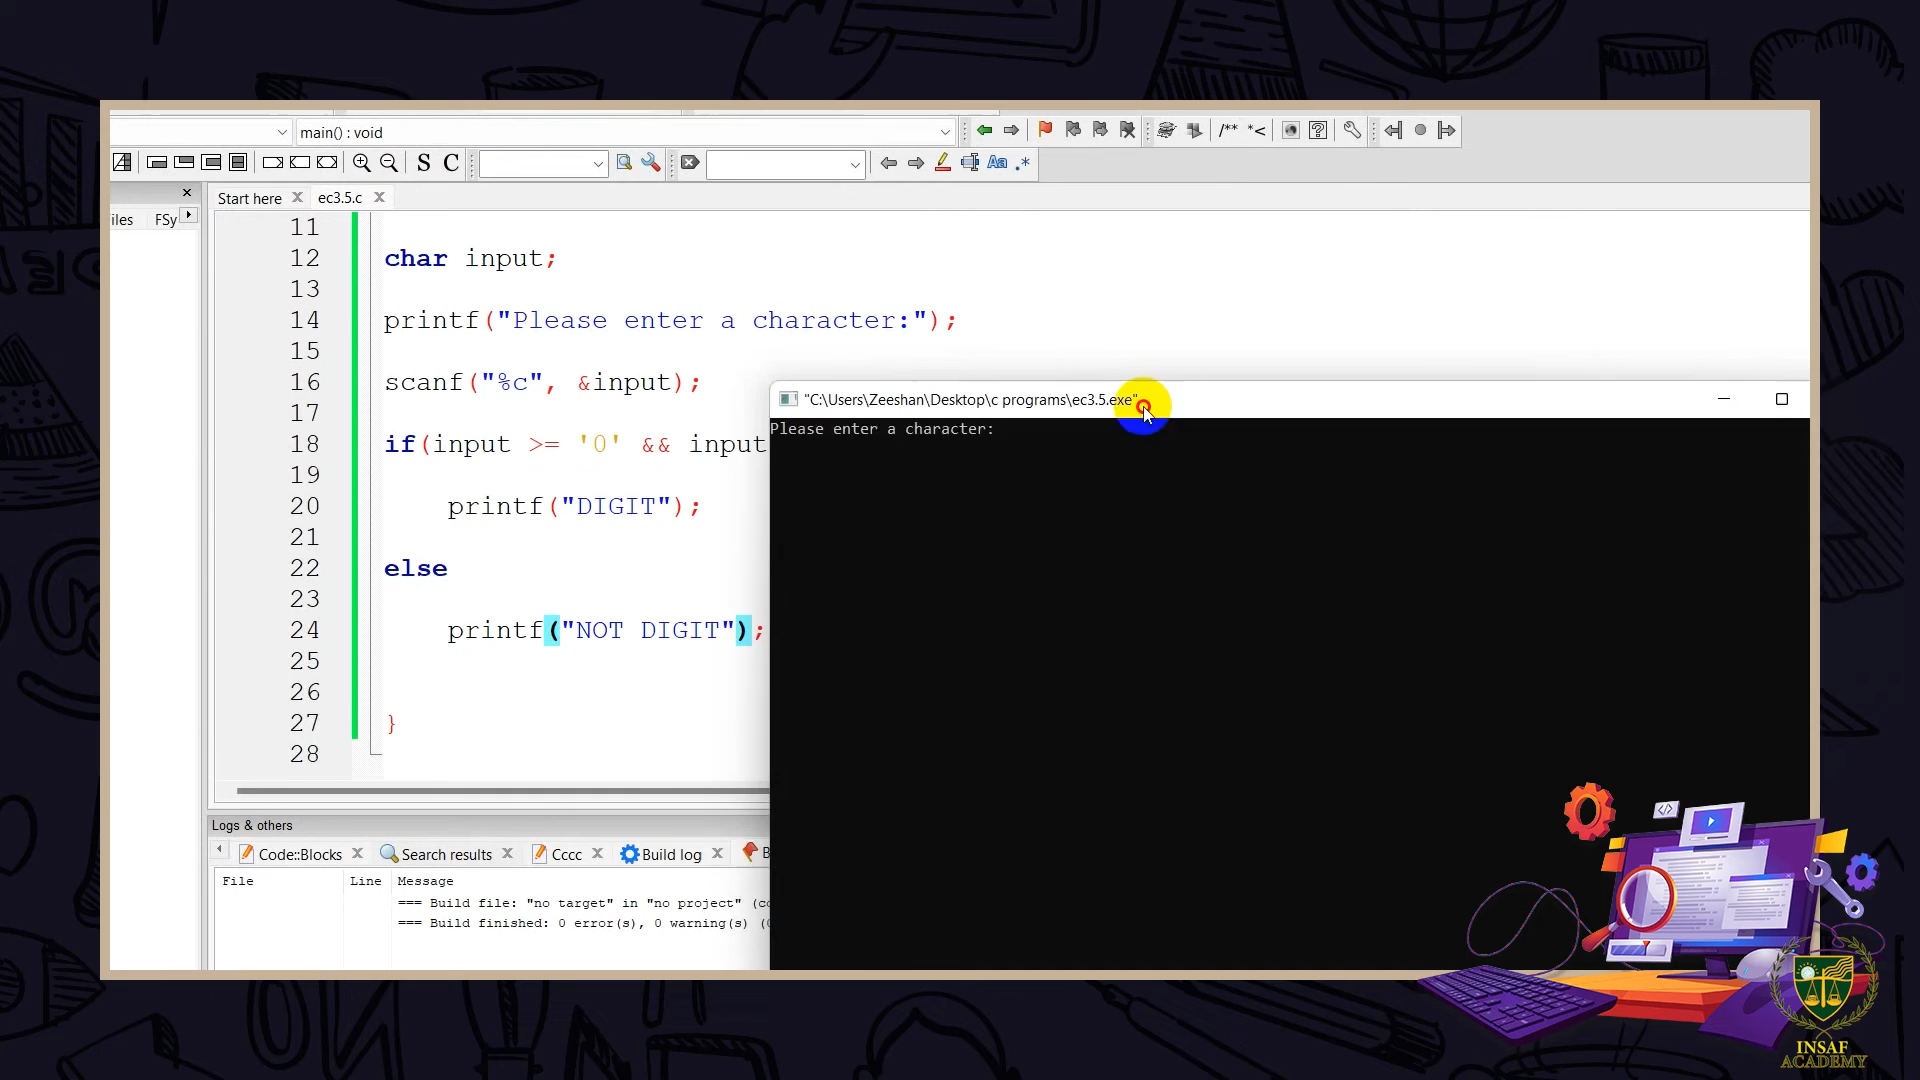 main() : void
S C
/** *<
Aa .*
Start here
ec3.5.c
iles FSy
11
12 char input;
13
14 printf("Please enter a character:");
15
16 scanf("%c", &input);
17
18 if(input >= '0' && input
19
20 printf("DIGIT");
21
22 else
23
24 printf("NOT DIGIT");
25
26
27 }
28
"C:\Users\Zeeshan\Desktop\c programs\ec3.5.exe"
Please enter a character:
Logs & others
Code::Blocks
Search results
Cccc
Build log
B
File Line Message
=== Build file: "no target" in "no project" (co
=== Build finished: 0 error(s), 0 warning(s) (0
</>
INSAF
ACADEMY